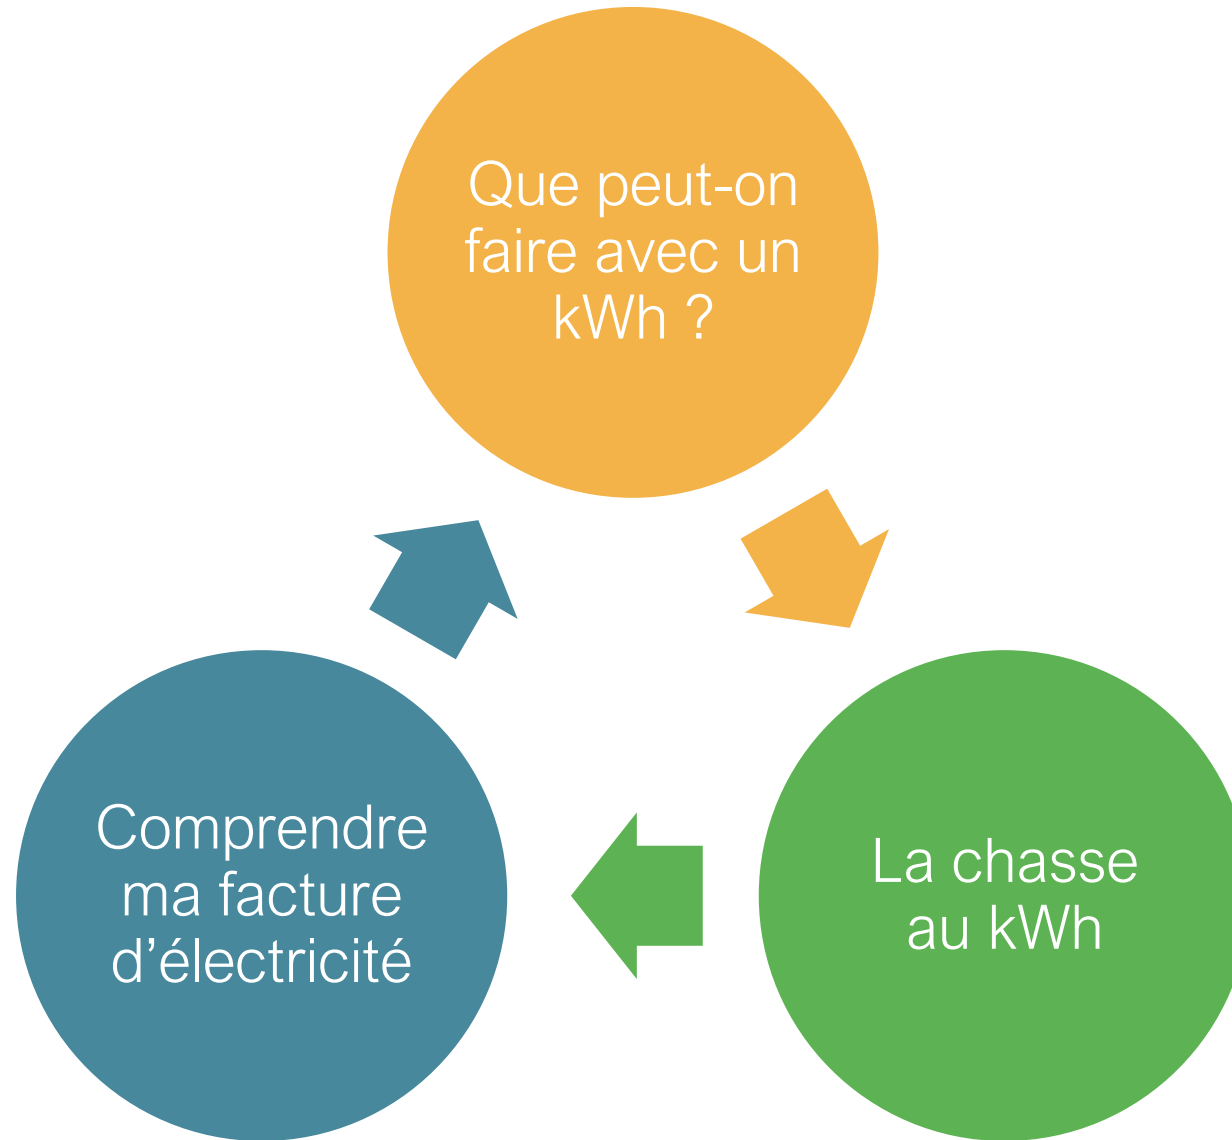 Que peut-on
faire avec un
kWh ?
La chasse
au kWh
Comprendre
ma facture
d’électricité